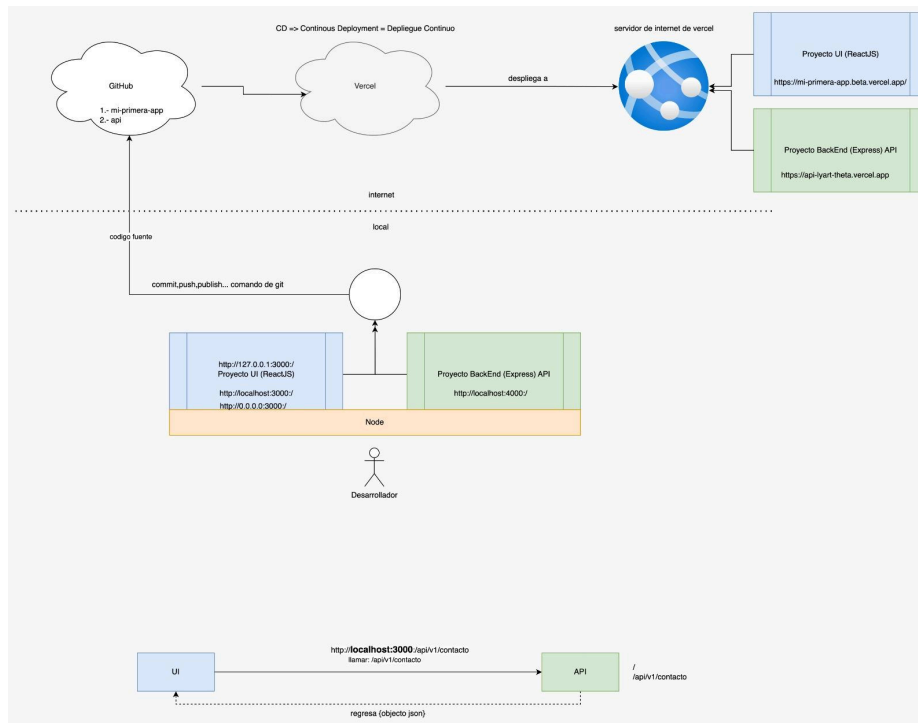 CD => Continous Deployment = Depliegue Continuo
servidor de internet de vercel
GitHub
1.- mi-primera-app
2.- api
Vercel
despliega a
Proyecto UI (ReactJS)
https://mi-primera-app.beta.vercel.app/
Proyecto BackEnd (Express) API
https://api-lyart-theta.vercel.app
internet
local
codigo fuente
commit,push,publish... comando de git
http://127.0.0.1:3000:/
Proyecto UI (ReactJS)
http://localhost:3000:/
http://0.0.0.0:3000:/
Proyecto BackEnd (Express) API
http://localhost:4000:/
Node
Desarrollador
http://localhost:3000:/api/v1/contacto
llamar: /api/v1/contacto
UI
API
/
/api/v1/contacto
regresa {objecto json}